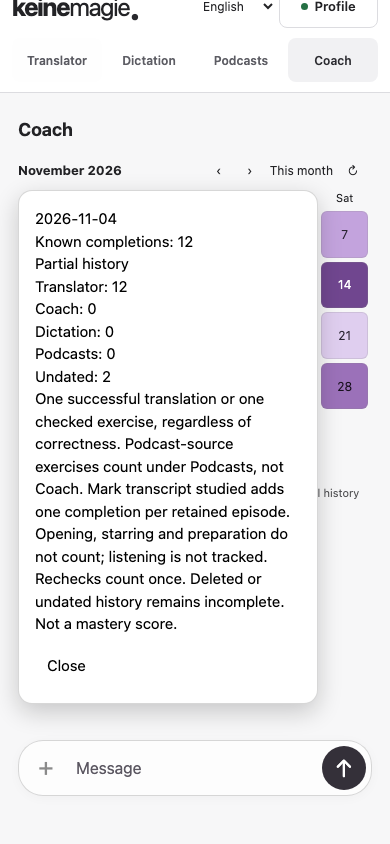 keinemagie.
English
Profile
Translator
Dictation
Podcasts
Coach
Coach
November 2026
‹
›
This month
↻
Sat
7
14
21
28
2026-11-04
Known completions: 12
Partial history
Translator: 12
Coach: 0
Dictation: 0
Podcasts: 0
Undated: 2
One successful translation or one
checked exercise, regardless of
correctness. Podcast-source
exercises count under Podcasts, not
Coach. Mark transcript studied adds
one completion per retained episode.
Opening, starring and preparation do
not count; listening is not tracked.
Rechecks count once. Deleted or
undated history remains incomplete.
Not a mastery score.
history
Close
Message